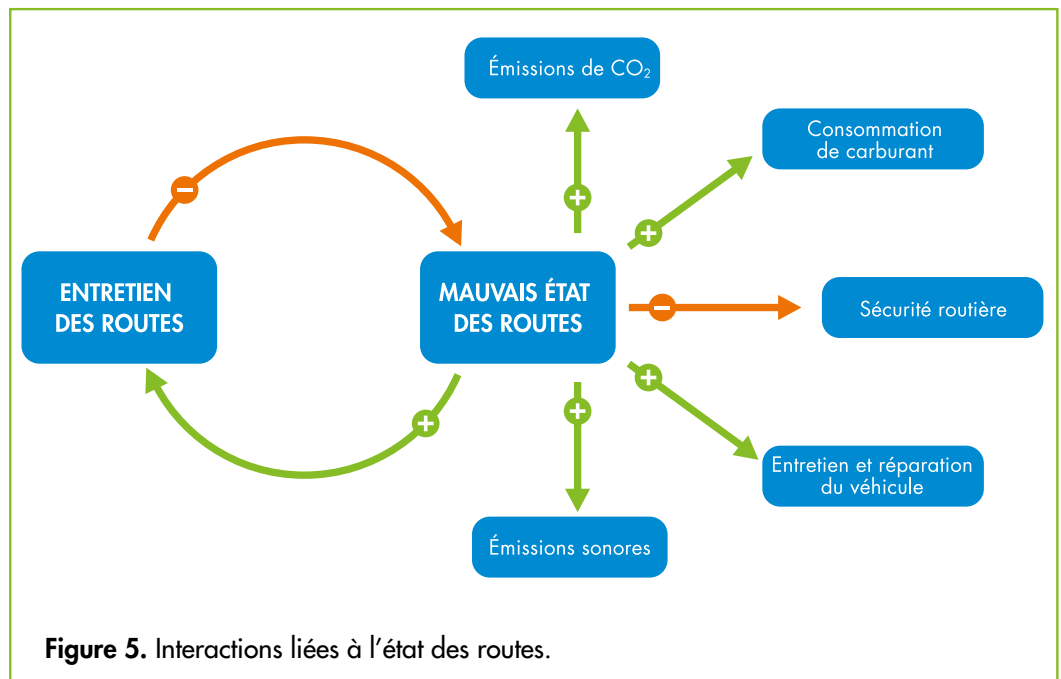 Émissions de CO₂
Consommation
de carburant
ENTRETIEN
DES ROUTES
MAUVAIS ÉTAT
DES ROUTES
Sécurité routière
Entretien et réparation
du véhicule
Émissions sonores
Figure 5. Interactions liées à l'état des routes.